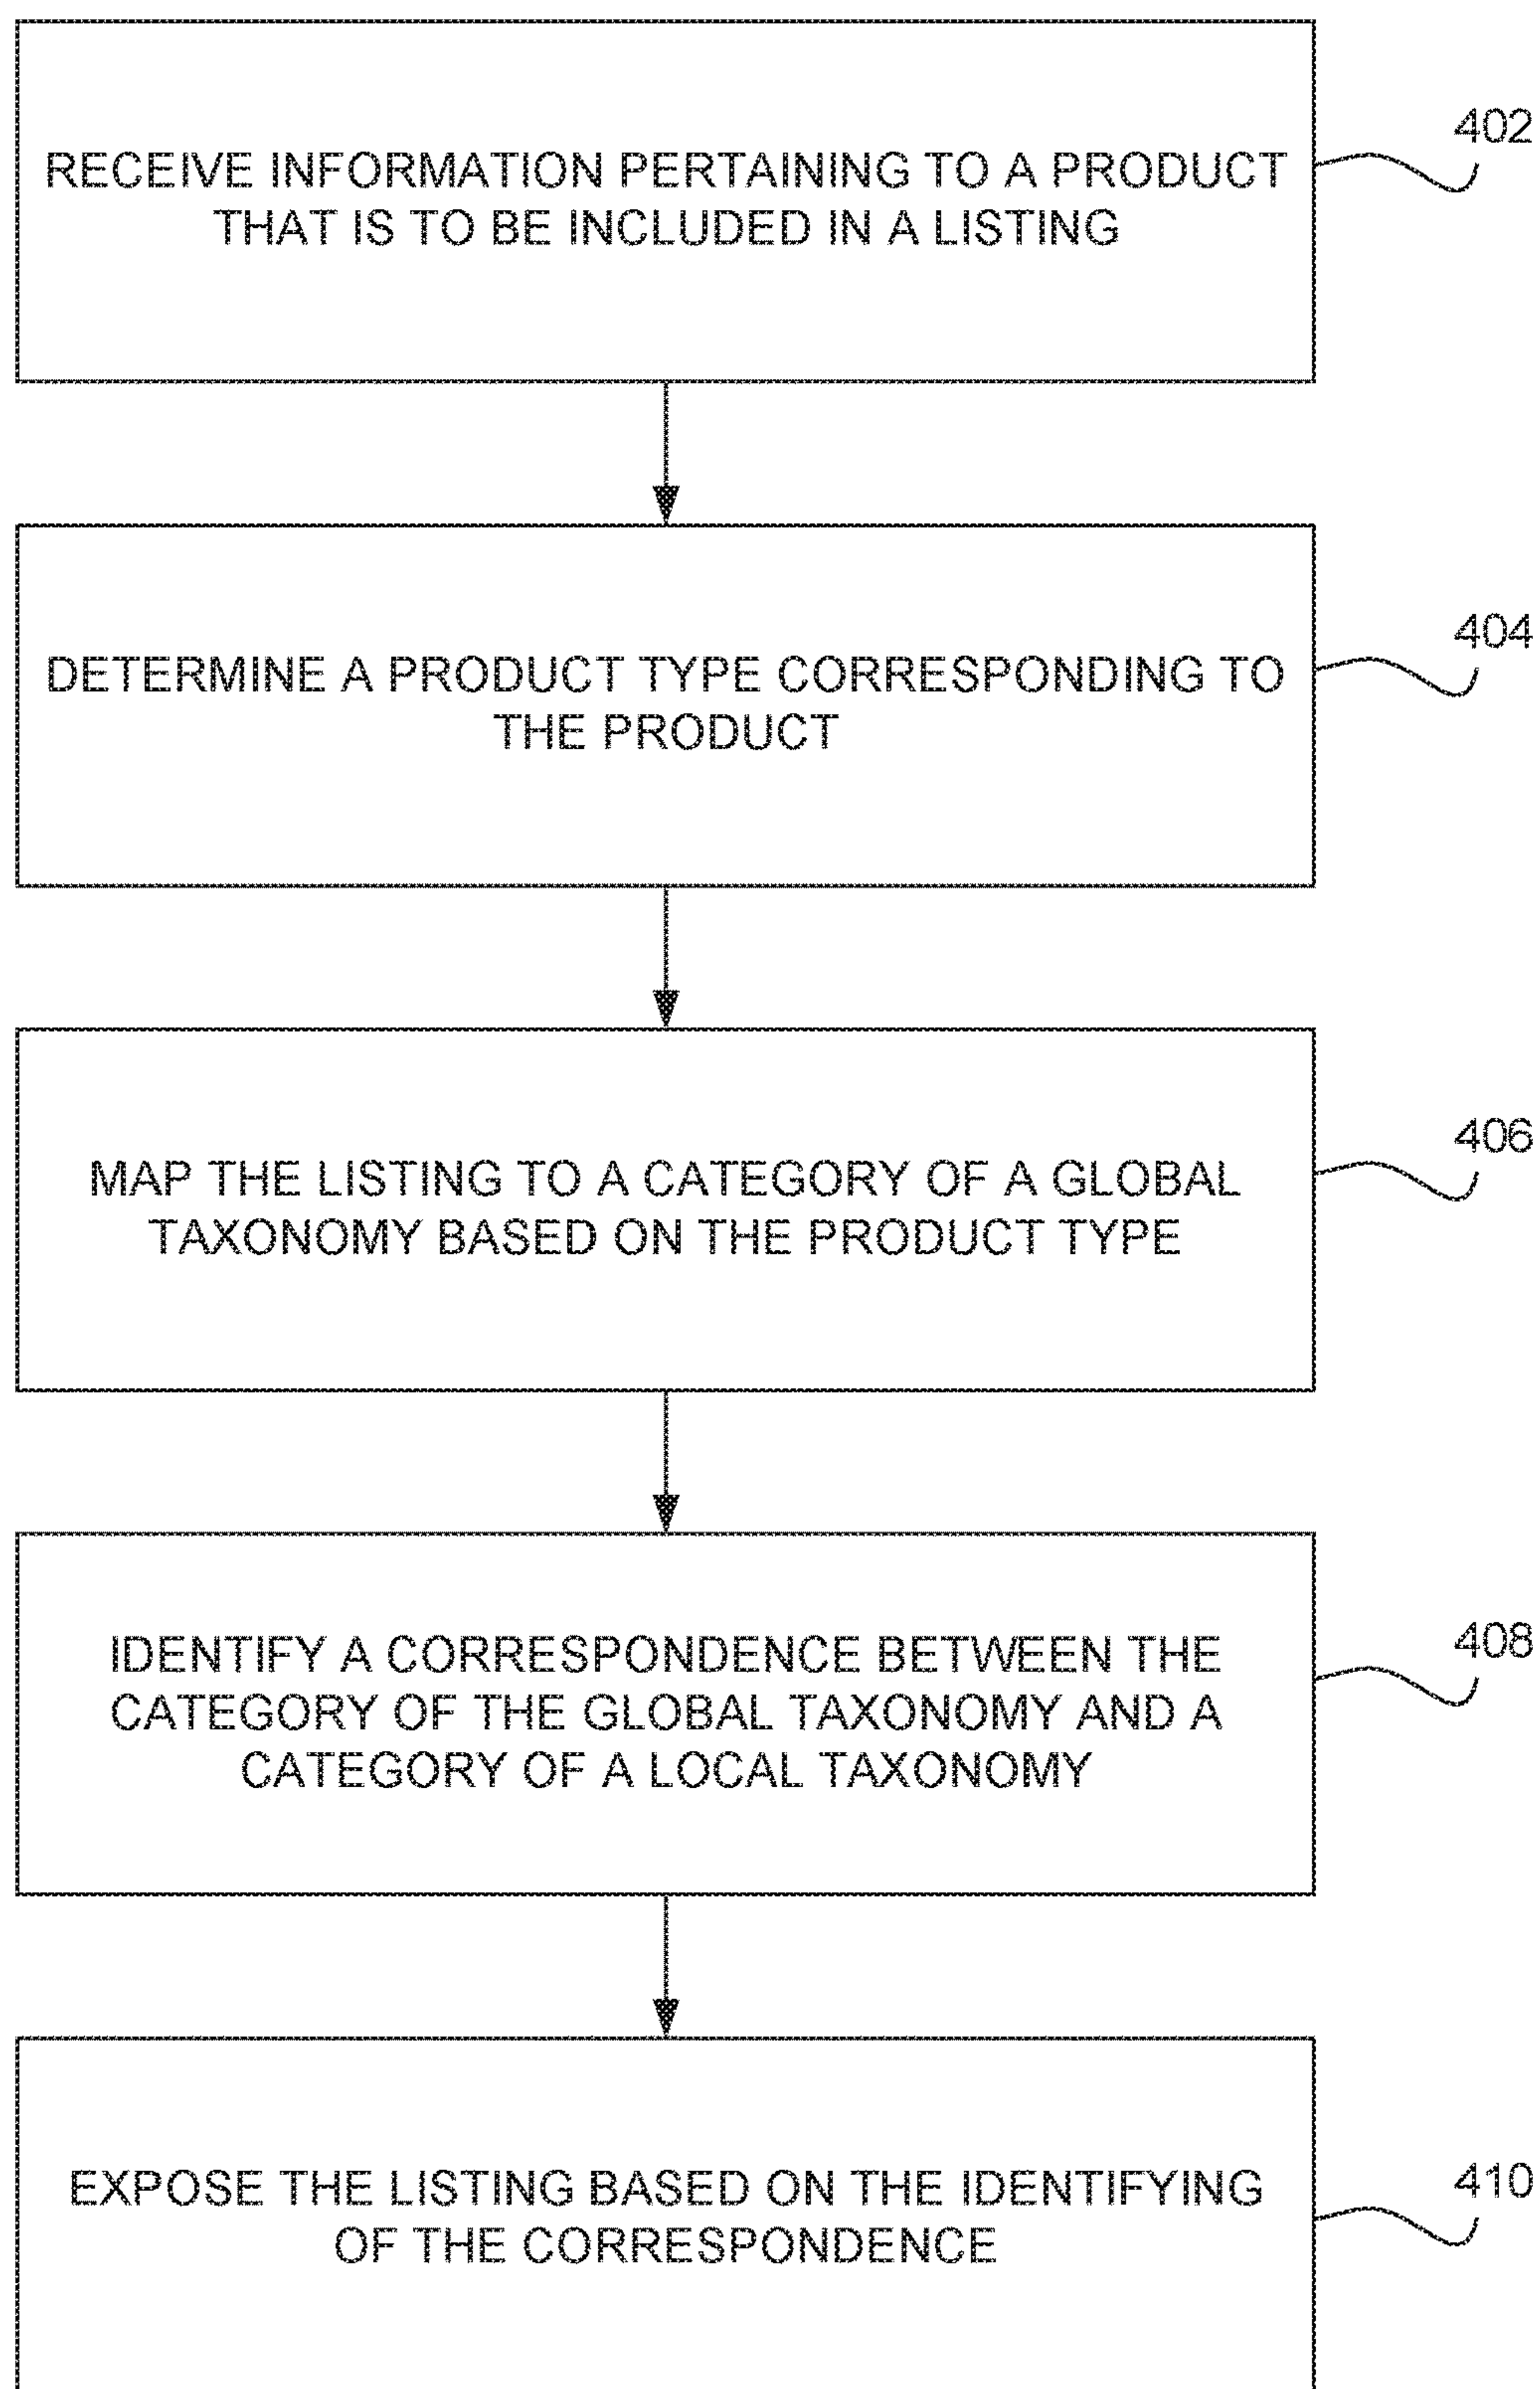 RECEIVE INFORMATION PERTAINING TO A PRODUCT
THAT IS TO BE INCLUDED IN A LISTING
402
DETERMINE A PRODUCT TYPE CORRESPONDING TO
THE PRODUCT
404
MAP THE LISTING TO A CATEGORY OF A GLOBAL
TAXONOMY BASED ON THE PRODUCT TYPE
406
IDENTIFY A CORRESPONDENCE BETWEEN THE
CATEGORY OF THE GLOBAL TAXONOMY AND A
CATEGORY OF A LOCAL TAXONOMY
408
EXPOSE THE LISTING BASED ON THE IDENTIFYING
OF THE CORRESPONDENCE
410